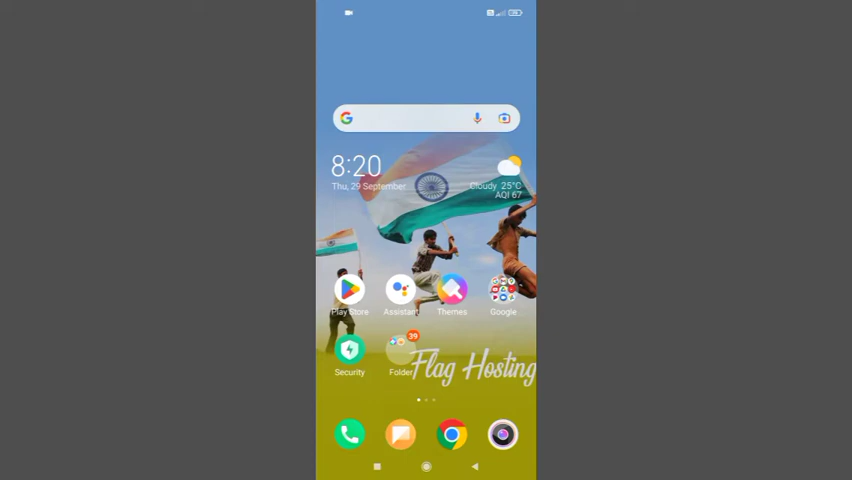 8:20
Thu, 29 September
Cloudy 25°C
AQI 67
Play Store
Assistant
Themes
Google
39
Security
Folder
Flag Hosting